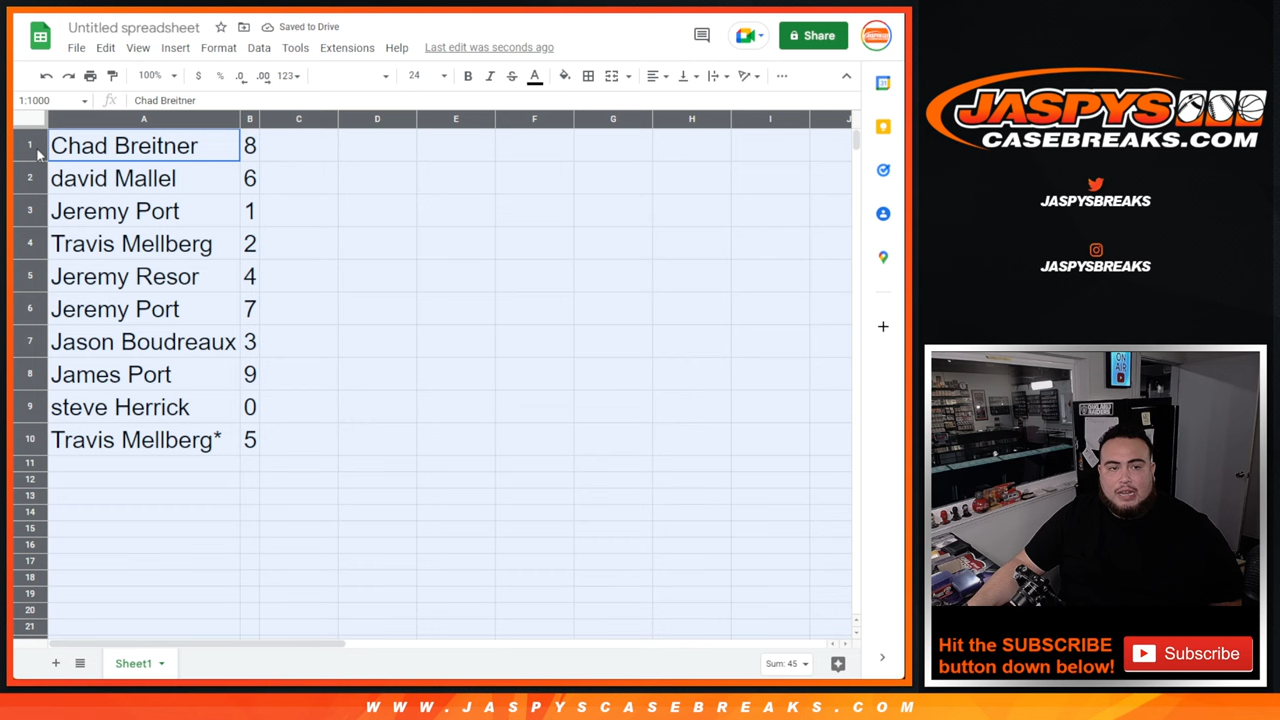 Untitled spreadsheet
Saved to Drive
File Edit View Insert Format Data Tools Extensions Help
Last edit was seconds ago
Share
100% $ % .0 .00 123 24 B I S A
1:1000 fx Chad Breitner
A B C D E F G H I J
1 Chad Breitner 8
2 david Mallel 6
3 Jeremy Port 1
4 Travis Mellberg 2
5 Jeremy Resor 4
6 Jeremy Port 7
7 Jason Boudreaux 3
8 James Port 9
9 steve Herrick 0
10 Travis Mellberg* 5
11
12
13
14
15
16
17
18
19
20
21
Sheet1
Sum: 45
JASPYS
CASEBREAKS.COM
JASPYSBREAKS
JASPYSBREAKS
ON AIR
Hit the SUBSCRIBE
button down below!
Subscribe
WWW.JASPYSCASEBREAKS.COM